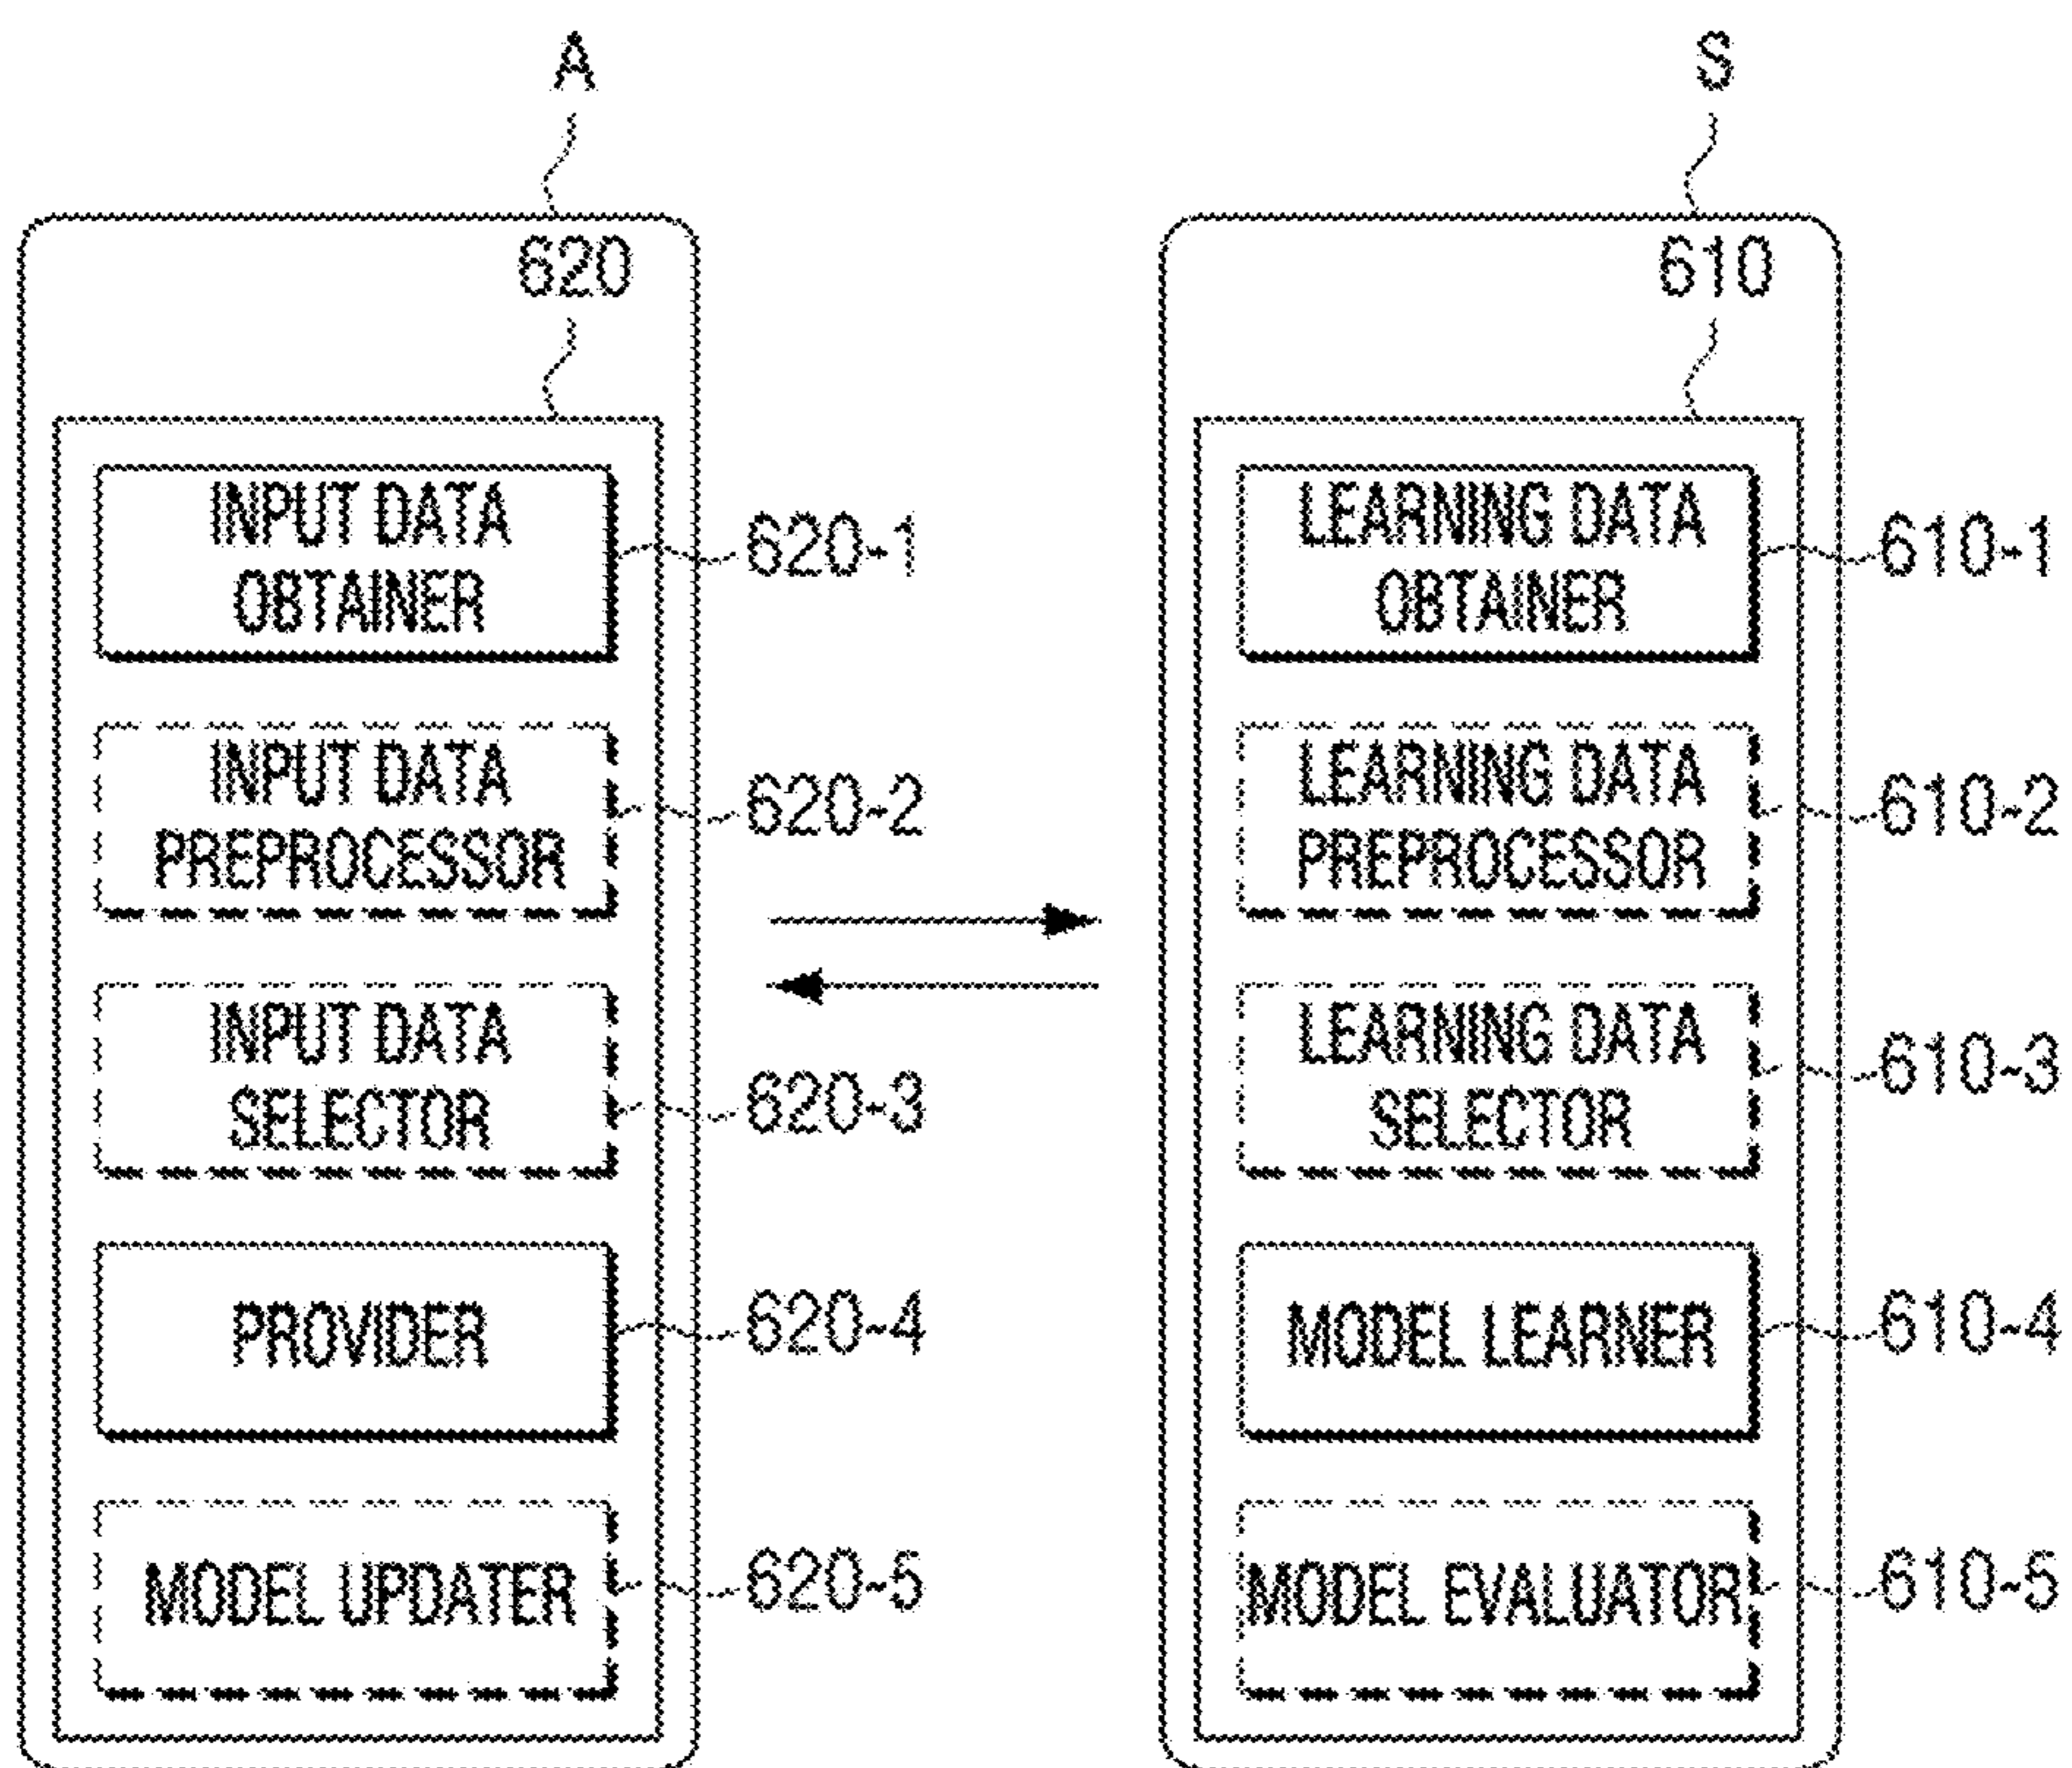 A
620
INPUT DATA
OBTAINER
620-1
INPUT DATA
PREPROCESSOR
620-2
INPUT DATA
SELECTOR
620-3
PROVIDER
620-4
MODEL UPDATER
620-5
S
610
LEARNING DATA
OBTAINER
610-1
LEARNING DATA
PREPROCESSOR
610-2
LEARNING DATA
SELECTOR
610-3
MODEL LEARNER
610-4
MODEL EVALUATOR
610-5